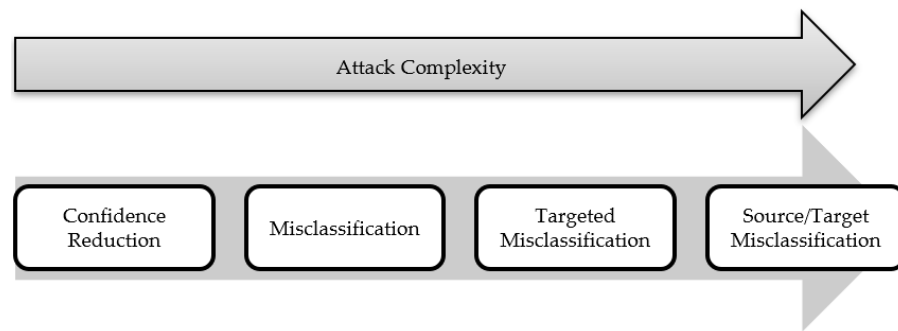 Attack Complexity
Confidence
Reduction
Misclassification
Targeted
Misclassification
Source/Target
Misclassification